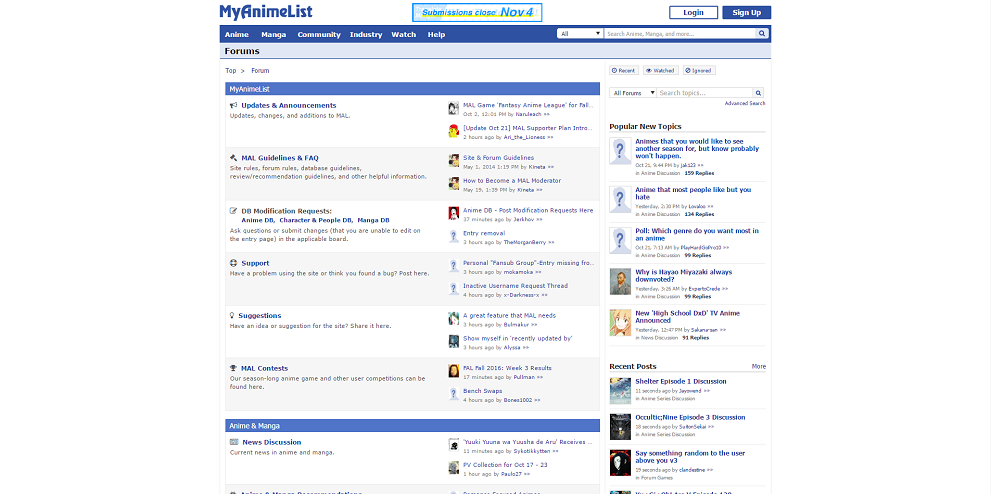 MyAnimeList
Submissions close Nov 4
Login
Sign Up
Anime Manga Community Industry Watch Help
All
Search Anime, Manga, and more...
Forums
Top > Forum
MyAnimeList
Updates & Announcements
Updates, changes, and additions to MAL.
MAL Game 'Fantasy Anime League' for Fall...
Oct 2, 12:01 PM by Naruleach >>
[Update Oct 21] MAL Supporter Plan Intro...
2 hours ago by Ari_the_Lioness >>
MAL Guidelines & FAQ
Site rules, forum rules, database guidelines,
review/recommendation guidelines, and other helpful information.
Site & Forum Guidelines
May 1, 2014 1:15 PM by Kineta >>
How to Become a MAL Moderator
May 19, 1:39 PM by Kineta >>
DB Modification Requests:
Anime DB, Character & People DB, Manga DB
Ask questions or submit changes (that you are unable to edit on
the entry page) in the applicable board.
Anime DB - Post Modification Requests Here
37 minutes ago by Jerkhov >>
Entry removal
3 hours ago by TheMorganBerry >>
Support
Have a problem using the site or think you found a bug? Post here.
Personal "Fansub Group"-Entry missing fro...
3 hours ago by mokamoka >>
Inactive Username Request Thread
4 hours ago by x-Darkness-x >>
Suggestions
Have an idea or suggestion for the site? Share it here.
A great feature that MAL needs
3 hours ago by Bulmakur >>
Show myself in 'recently updated by'
3 hours ago by Alyssa >>
MAL Contests
Our season-long anime game and other user competitions can be
found here.
FAL Fall 2016: Week 3 Results
17 minutes ago by Pullman >>
Bench Swaps
4 hours ago by Bones1002 >>
Anime & Manga
News Discussion
Current news in anime and manga.
'Yuuki Yuuna wa Yuusha de Aru' Receives ...
11 minutes ago by Sykotikkytten >>
PV Collection for Oct 17 - 23
1 hour ago by Paulo27 >>
Recent
Watched
Ignored
All Forums
Search topics...
Advanced Search
Popular New Topics
Animes that you would like to see
another season for, but know probably
won't happen.
Oct 21, 9:44 PM by jak123 >>
in Anime Discussion 159 Replies
Anime that most people like but you
hate
Yesterday, 2:30 PM by Lovaloo >>
in Anime Discussion 134 Replies
Poll: Which genre do you want most in
an anime
Oct 21, 7:13 AM by PlayHardGoPro10 >>
in Anime Discussion 99 Replies
Why is Hayao Miyazaki always
downvoted?
Yesterday, 3:26 AM by ExpertoCrede >>
in Anime Discussion 99 Replies
New 'High School DxD' TV Anime
Announced
Yesterday, 12:47 PM by Sakana-san >>
in News Discussion 91 Replies
Recent Posts
More
Shelter Episode 1 Discussion
11 seconds ago by Jayswend >>
in Anime Series Discussion
Occultic;Nine Episode 3 Discussion
18 seconds ago by SuitonSekai >>
in Anime Series Discussion
Say something random to the user
above you v3
19 seconds ago by clandestine >>
in Forum Games